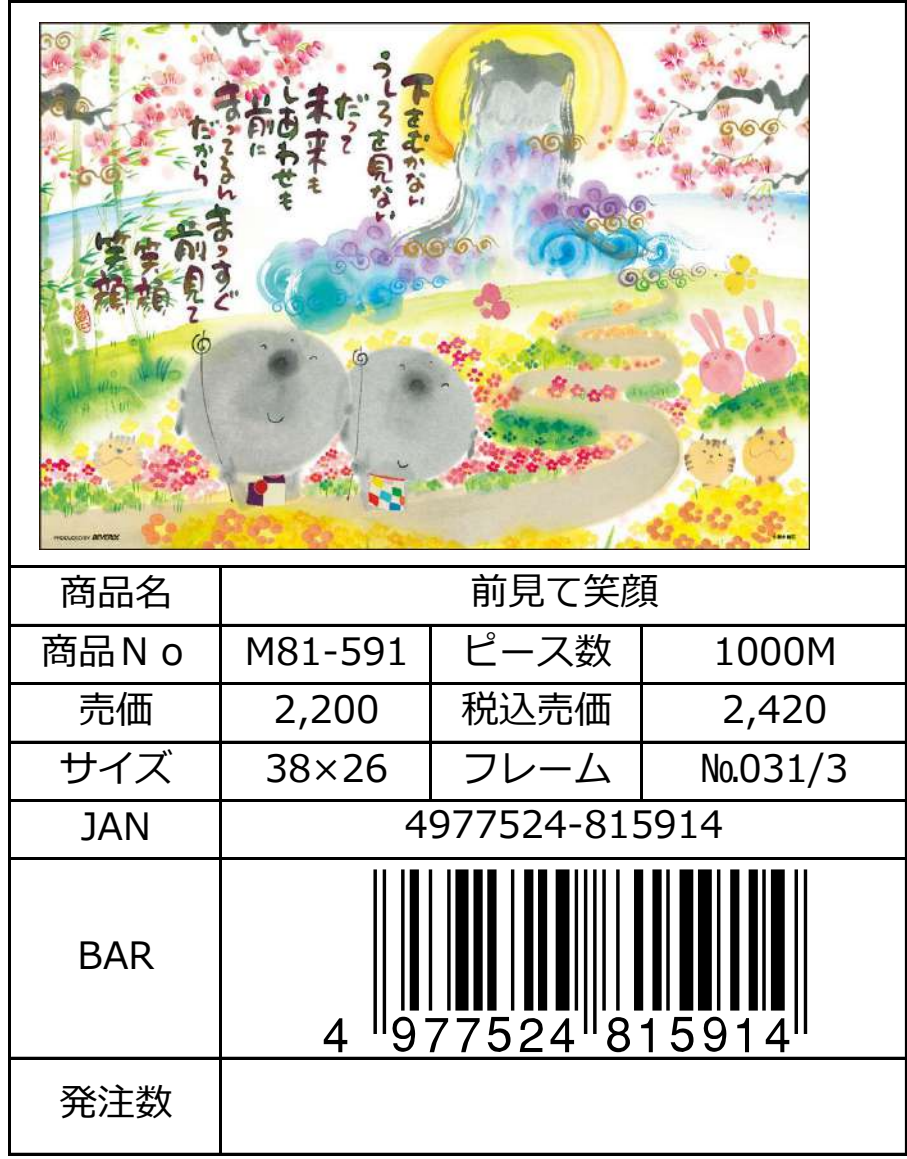 下をむかない
うしろを見ない
だって
未来も
しあわせも
前に
まってるん
だから
まっすぐ
前見て
笑顔
笑顔
PRODUCED BY BEVERLY
商品名 前見て笑顔
商品Ｎｏ M81-591 ピース数 1000M
売価 2,200 税込売価 2,420
サイズ 38×26 フレーム №031/3
JAN 4977524-815914
BAR
4 977524 815914
発注数